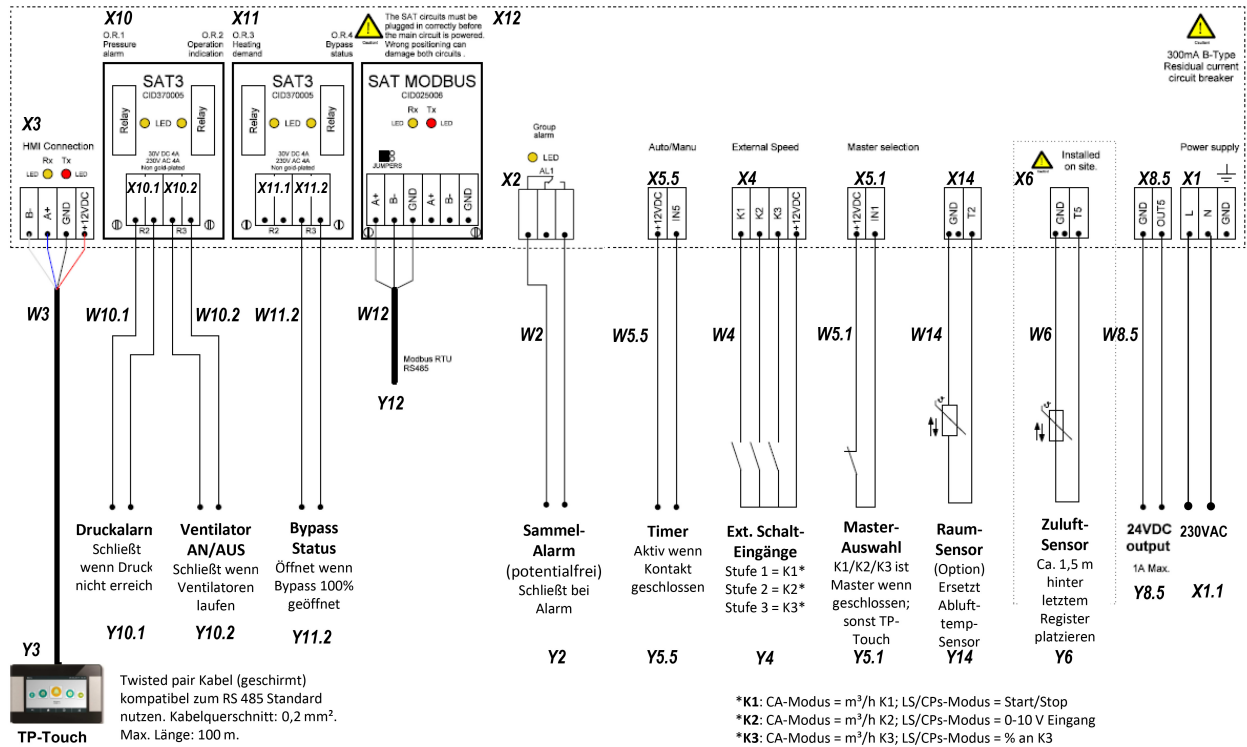 X10
X11
X12
The SAT circuits must be
plugged in correctly before
the main circuit is powered.
Wrong positioning can
damage both circuits .
Caution!
O.R.1
Pressure
alarm
O.R.2
Operation
indication
O.R.3
Heating
demand
O.R.4
Bypass
status
Caution!
300mA B-Type
Residual current
circuit breaker
SAT3
CID370005
Relay
LED
Relay
30V DC 4A
230V AC 4A
Non gold-plated
X10.1
X10.2
R2
R3
SAT3
CID370005
Relay
LED
Relay
30V DC 4A
230V AC 4A
Non gold-plated
X11.1
X11.2
R2
R3
SAT MODBUS
CID025006
Rx Tx
LED LED
JUMPERS
A+
B-
GND
A+
B-
GND
X3
HMI Connection
Rx Tx
LED LED
B-
A+
GND
+12VDC
Group
alarm
LED
X2
AL1
Auto/Manu
X5.5
+12VDC
IN5
External Speed
X4
K1
K2
K3
+12VDC
Master selection
X5.1
+12VDC
IN1
X14
GND
T2
X6
Caution!
Installed
on site.
GND
T5
X8.5
GND
OUT5
Power supply
X1
L
N
GND
W3
W10.1
W10.2
W11.2
W12
W2
W5.5
W4
W5.1
W14
W6
W8.5
Modbus RTU
RS485
Y12
Druckalarn
Schließt
wenn Druck
nicht erreich
Y10.1
Ventilator
AN/AUS
Schließt wenn
Ventilatoren
laufen
Y10.2
Bypass
Status
Öffnet wenn
Bypass 100%
geöffnet
Y11.2
Sammel-
Alarm
(potentialfrei)
Schließt bei
Alarm
Y2
Timer
Aktiv wenn
Kontakt
geschlossen
Y5.5
Ext. Schalt-
Eingänge
Stufe 1 = K1*
Stufe 2 = K2*
Stufe 3 = K3*
Y4
Master-
Auswahl
K1/K2/K3 ist
Master wenn
geschlossen;
sonst TP-
Touch
Y5.1
Raum-
Sensor
(Option)
Ersetzt
Abluft-
temp-
Sensor
Y14
Zuluft-
Sensor
Ca. 1,5 m
hinter
letztem
Register
platzieren
Y6
24VDC
output
1A Max.
Y8.5
230VAC
X1.1
Y3
TP-Touch
Twisted pair Kabel (geschirmt)
kompatibel zum RS 485 Standard
nutzen. Kabelquerschnitt: 0,2 mm².
Max. Länge: 100 m.
*K1: CA-Modus = m³/h K1; LS/CPs-Modus = Start/Stop
*K2: CA-Modus = m³/h K2; LS/CPs-Modus = 0-10 V Eingang
*K3: CA-Modus = m³/h K3; LS/CPs-Modus = % an K3